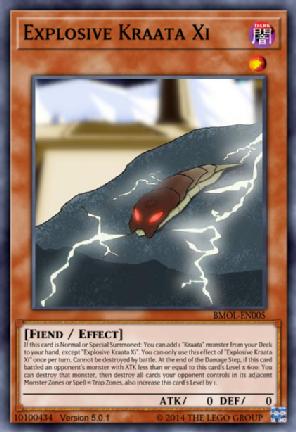 EXPLOSIVE KRAATA XI
DARK
闇
BMOL-EN005
[FIEND / EFFECT]
If this card is Normal or Special Summoned: You can add 1 "Kraata" monster from your Deck
to your hand, except "Explosive Kraata Xi". You can only use this effect of "Explosive Kraata
Xi" once per turn. Cannot be destroyed by battle. At the end of the Damage Step, if this card
battled an opponent's monster with ATK less than or equal to this card's Level x 600: You can
destroy that monster, then destroy all cards your opponent controls in its adjacent
Monster Zones or Spell & Trap Zones, also increase this card's Level by 1.
ATK/ 0 DEF/ 0
10100434 Version 5.0.1 ©2014 THE LEGO GROUP